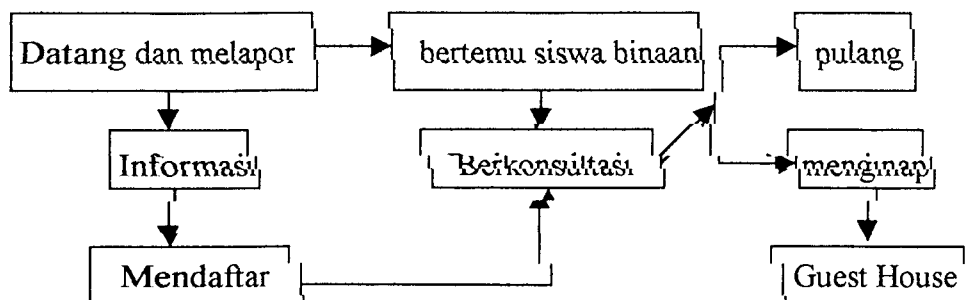 Datang dan melapor
bertemu siswa binaan
pulang
Informasi
Berkonsultasi
menginap
Mendaftar
Guest House